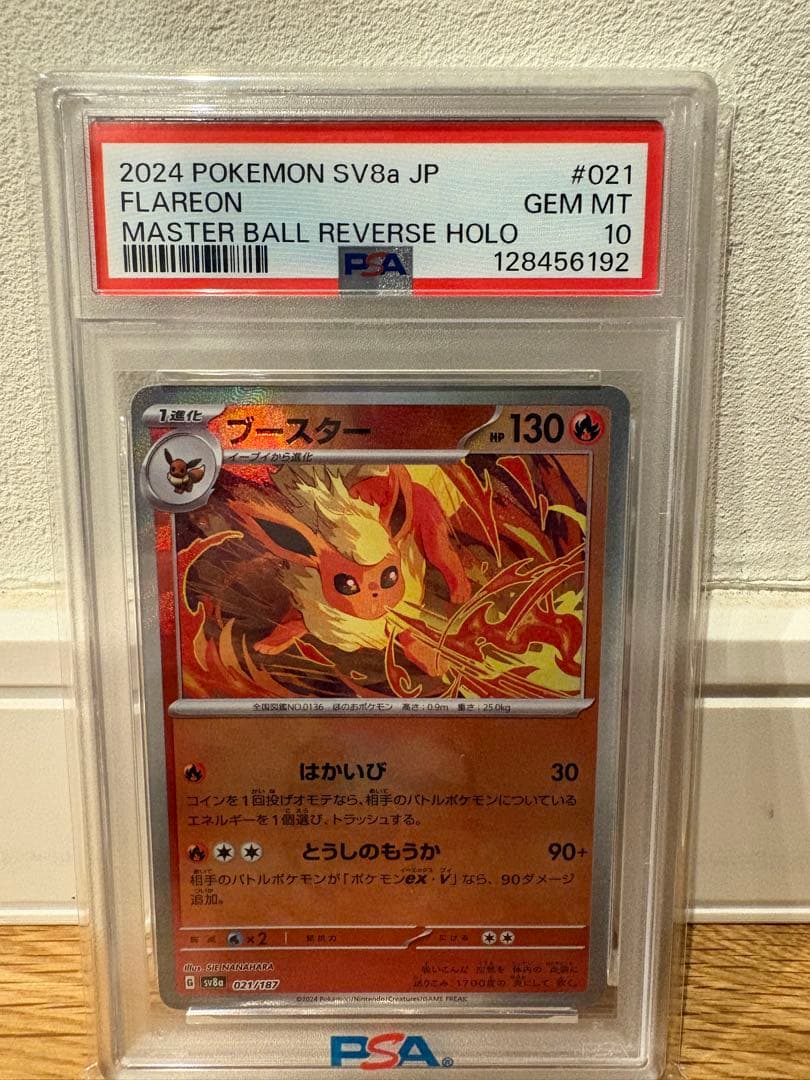 2024 POKEMON SV8a JP #021
FLAREON GEM MT
MASTER BALL REVERSE HOLO 10
PSA 128456192
1進化
ブースター HP 130
イーブイから進化
全国図鑑NO.0136 ほのおポケモン 高さ:0.9m 重さ:25.0kg
はかいび 30
コインを1回投げオモテなら、相手のバトルポケモンについている
エネルギーを1個選び、トラッシュする。
とうしのもうか 90+
相手のバトルポケモンが「ポケモンex・V」なら、90ダメージ
追加。
×2 にげる
Illus. SIE NANAHARA
G SV8a 021/187
©2024 Pokémon/Nintendo/Creatures/GAME FREAK
PSA®